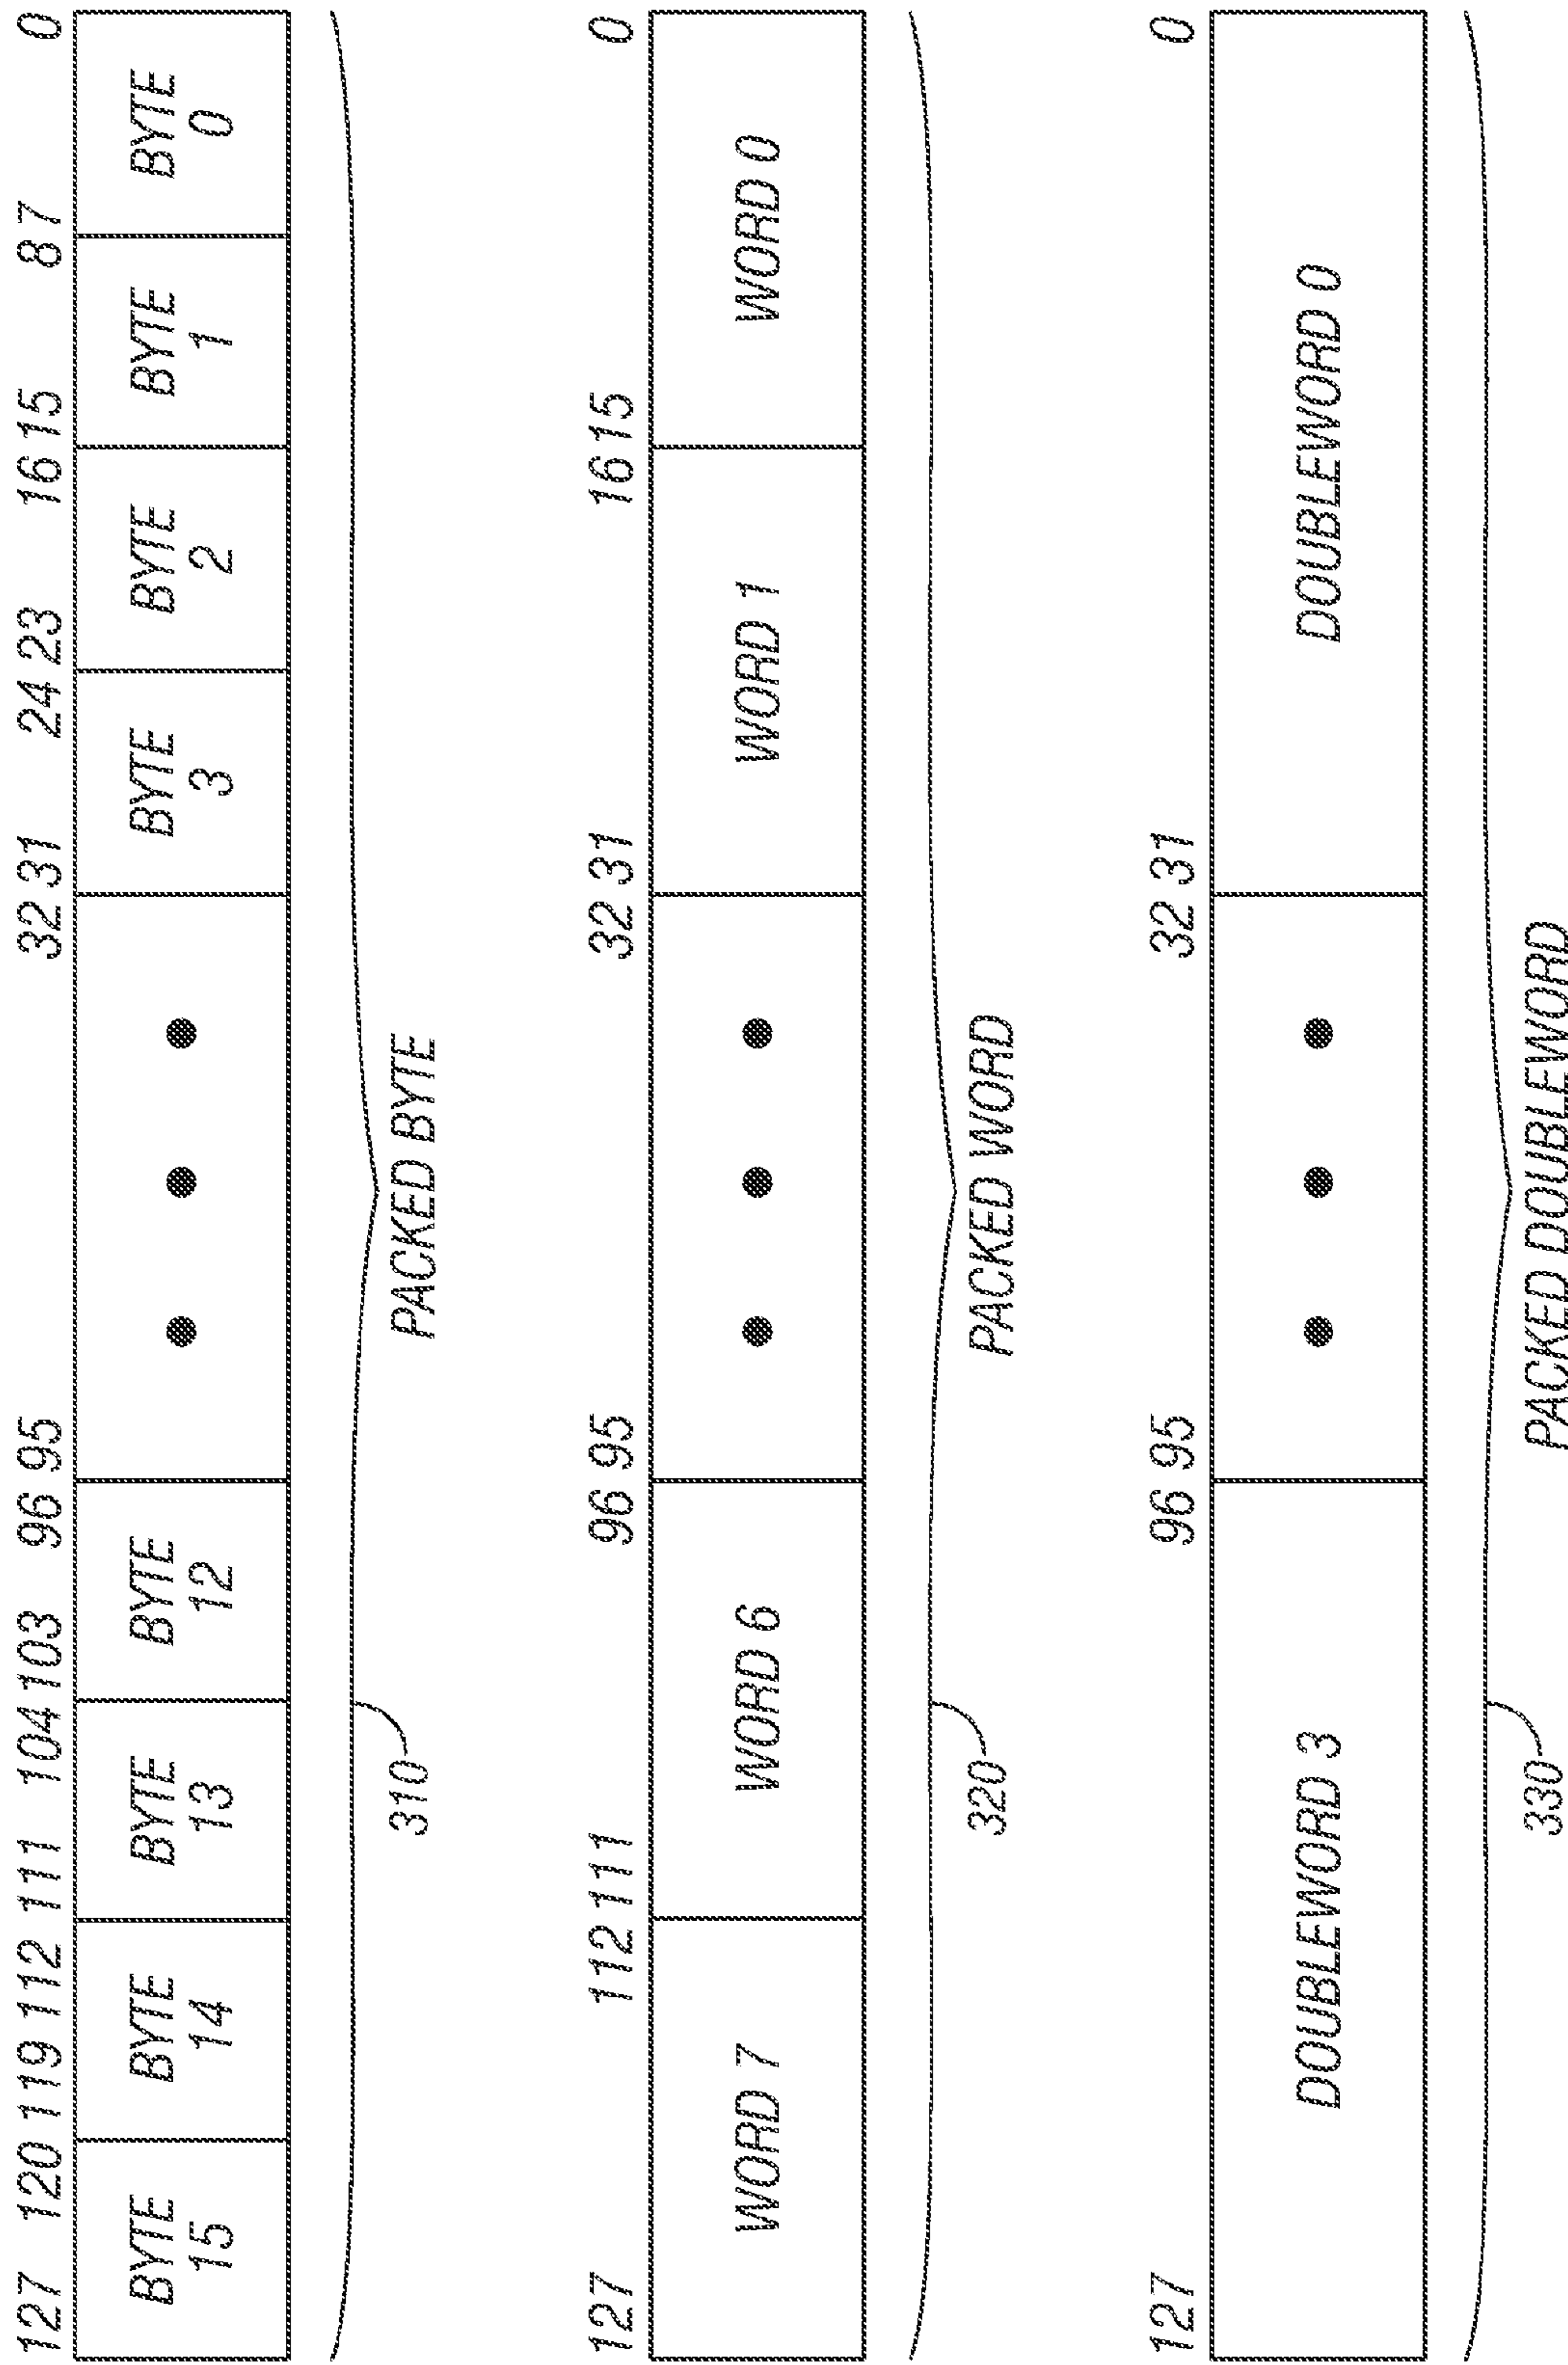 127 120 119 112 111 104 103 96 95 32 31 24 23 16 15 8 7 0
BYTE 15
BYTE 14
BYTE 13
BYTE 12
BYTE 3
BYTE 2
BYTE 1
BYTE 0
310
PACKED BYTE
127 112 111 96 95 32 31 16 15 0
WORD 7 WORD 6 WORD 1 WORD 0
320
PACKED WORD
127 96 95 32 31 0
DOUBLEWORD 3 DOUBLEWORD 0
330
PACKED DOUBLEWORD